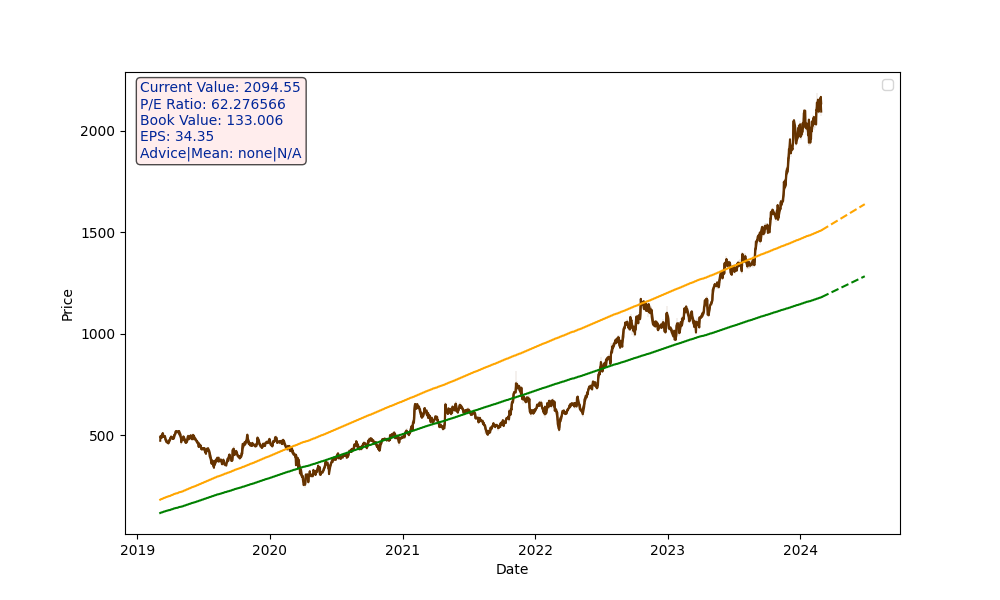 Current Value: 2094.55
P/E Ratio: 62.276566
Book Value: 133.006
EPS: 34.35
Advice|Mean: none|N/A
Price
2000
1500
1000
500
2019 2020 2021 2022 2023 2024
Date